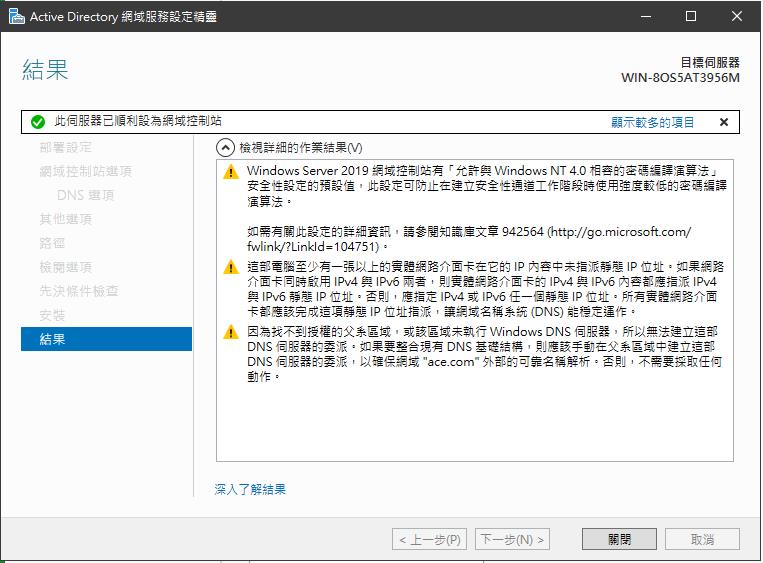 Active Directory 網域服務設定精靈
結果
目標伺服器
WIN-8OS5AT3956M
此伺服器已順利設為網域控制站
顯示較多的項目
部署設定
網域控制站選項
DNS 選項
其他選項
路徑
檢閱選項
先決條件檢查
安裝
結果
檢視詳細的作業結果(V)
Windows Server 2019 網域控制站有「允許與 Windows NT 4.0 相容的密碼編譯演算法」
安全性設定的預設值，此設定可防止在建立安全性通道工作階段時使用強度較低的密碼編譯
演算法。
如需有關此設定的詳細資訊，請參閱知識庫文章 942564 (http://go.microsoft.com/
fwlink/?LinkId=104751)。
這部電腦至少有一張以上的實體網路介面卡在它的 IP 內容中未指派靜態 IP 位址。如果網路
介面卡同時啟用 IPv4 與 IPv6 兩者，則實體網路介面卡的 IPv4 與 IPv6 內容都應指派 IPv4
與 IPv6 靜態 IP 位址。否則，應指定 IPv4 或 IPv6 任一個靜態 IP 位址。所有實體網路介面
卡都應該完成這項靜態 IP 位址指派，讓網域名稱系統 (DNS) 能穩定運作。
因為找不到授權的父系區域，或該區域未執行 Windows DNS 伺服器，所以無法建立這部
DNS 伺服器的委派。如果要整合現有 DNS 基礎結構，則應該手動在父系區域中建立這部
DNS 伺服器的委派，以確保網域 "ace.com" 外部的可靠名稱解析。否則，不需要採取任何
動作。
深入了解結果
< 上一步(P)
下一步(N) >
關閉
取消